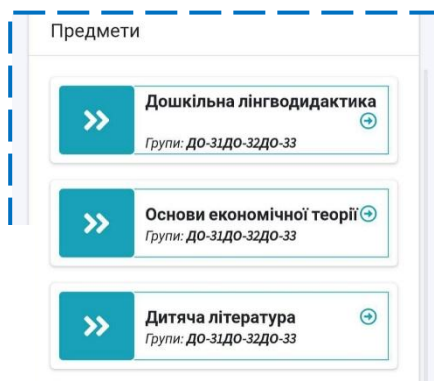 Предмети
Дошкільна лінгводидактика
Групи: ДО-31ДО-32ДО-33
Основи економічної теорії
Групи: ДО-31ДО-32ДО-33
Дитяча література
Групи: ДО-31ДО-32ДО-33